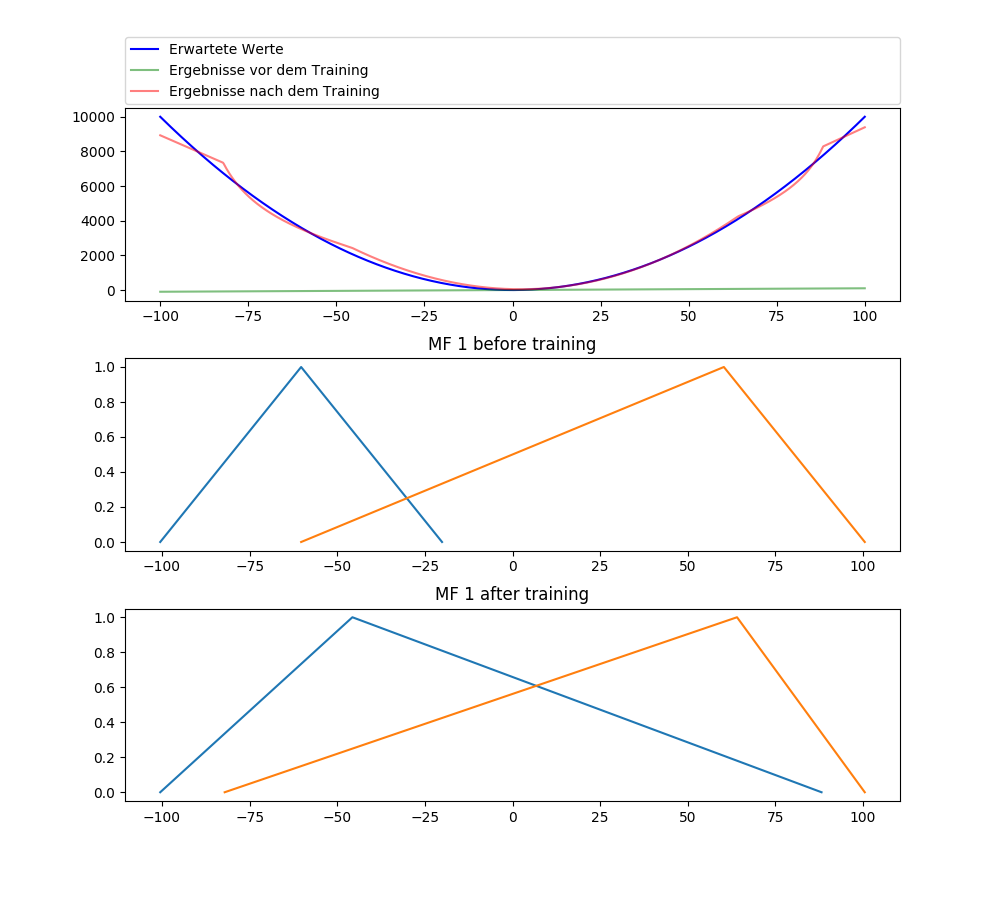 Erwartete Werte
Ergebnisse vor dem Training
Ergebnisse nach dem Training
10000
8000
6000
4000
2000
0
−100 −75 −50 −25 0 25 50 75 100
MF 1 before training
1.0
0.8
0.6
0.4
0.2
0.0
−100 −75 −50 −25 0 25 50 75 100
MF 1 after training
1.0
0.8
0.6
0.4
0.2
0.0
−100 −75 −50 −25 0 25 50 75 100